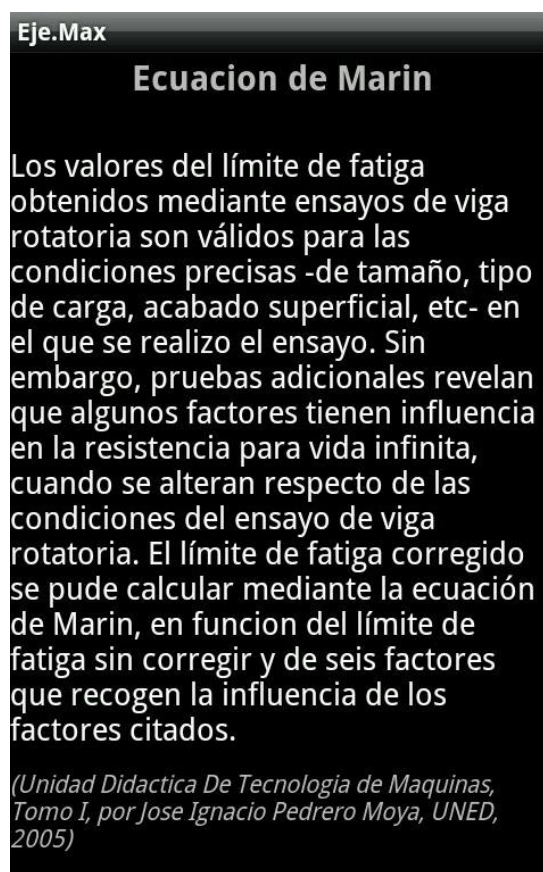 Eje.Max
Ecuacion de Marin
Los valores del límite de fatiga
obtenidos mediante ensayos de viga
rotatoria son válidos para las
condiciones precisas -de tamaño, tipo
de carga, acabado superficial, etc- en
el que se realizo el ensayo. Sin
embargo, pruebas adicionales revelan
que algunos factores tienen influencia
en la resistencia para vida infinita,
cuando se alteran respecto de las
condiciones del ensayo de viga
rotatoria. El límite de fatiga corregido
se pude calcular mediante la ecuación
de Marin, en funcion del límite de
fatiga sin corregir y de seis factores
que recogen la influencia de los
factores citados.
(Unidad Didactica De Tecnologia de Maquinas,
Tomo I, por Jose Ignacio Pedrero Moya, UNED,
2005)